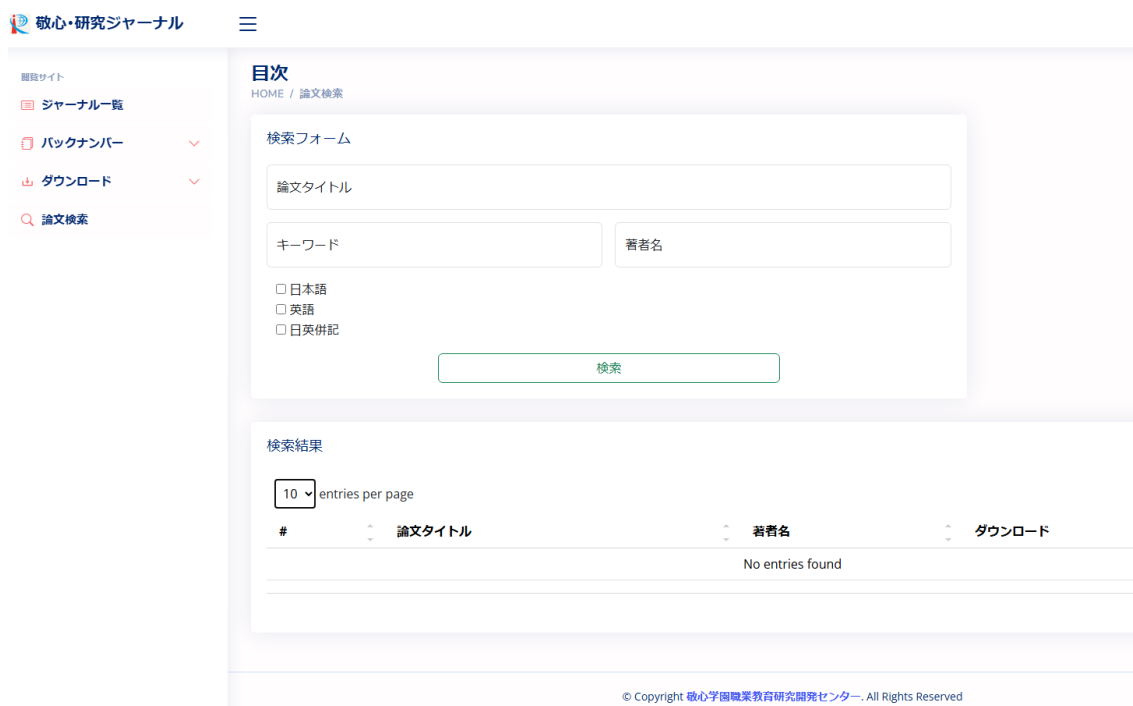 敬心・研究ジャーナル
閲覧サイト
ジャーナル一覧
バックナンバー
ダウンロード
論文検索
目次
HOME / 論文検索
検索フォーム
論文タイトル
キーワード 著者名
日本語
英語
日英併記
検索
検索結果
10 entries per page
# 論文タイトル 著者名 ダウンロード
No entries found
© Copyright 敬心学園職業教育研究開発センター. All Rights Reserved